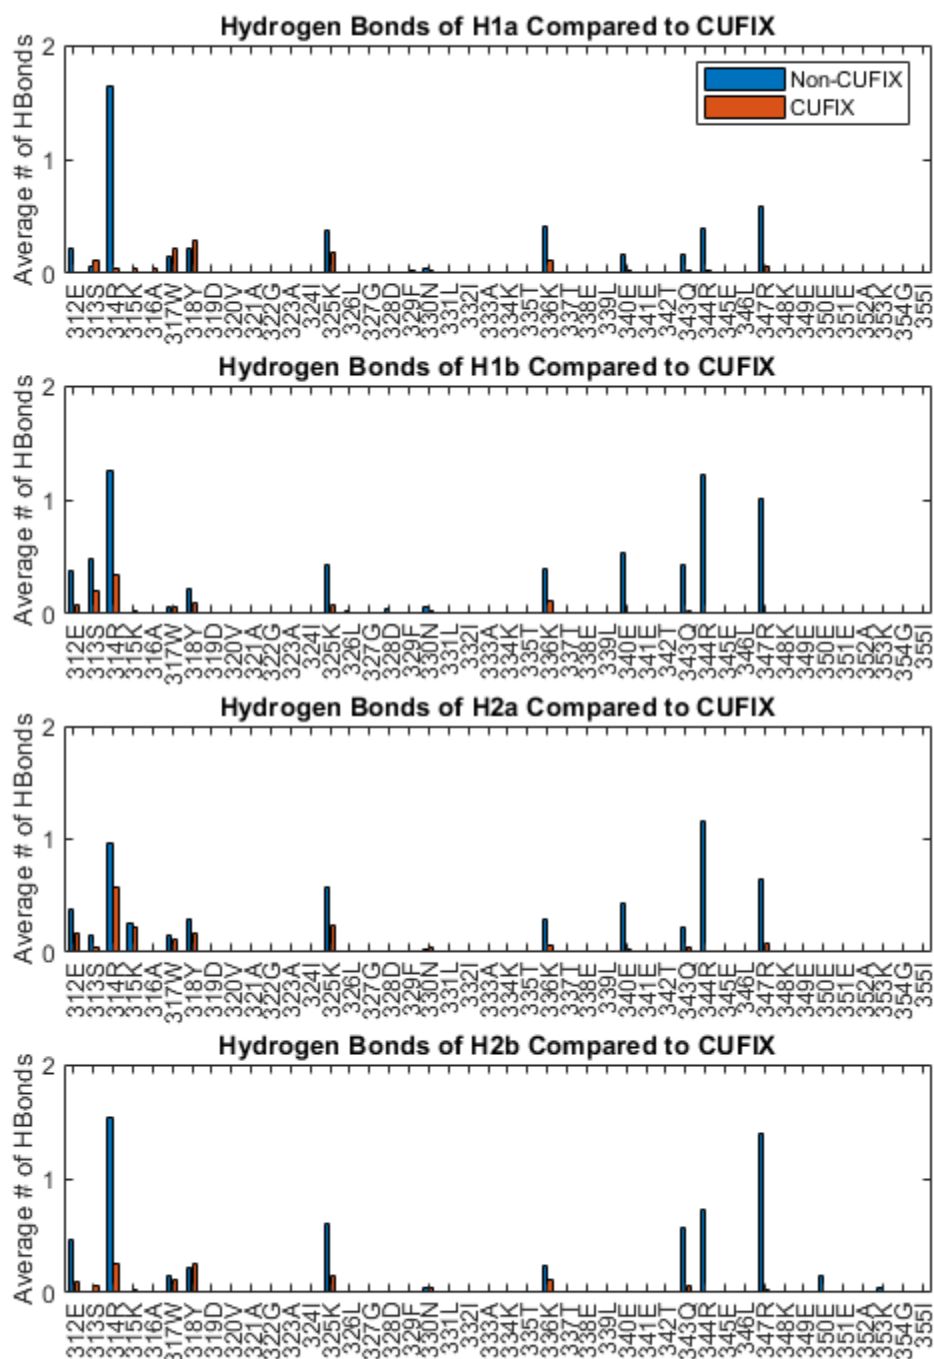 Hydrogen Bonds of H1a Compared to CUFIX
Average # of HBonds
2
1
0
Non-CUFIX
CUFIX
312E 313S 314R 315K 316A 317W 318Y 319D 320V 321A 322G 323A 324I 325K 326L 327G 328D 329F 330N 331L 332I 333A 334K 335T 336K 337T 338E 339L 340E 341E 342T 343Q 344R 345E 346L 347R 348K 349E 350E 351E 352A 353K 354G 355I
Hydrogen Bonds of H1b Compared to CUFIX
Average # of HBonds
2
1
0
312E 313S 314R 315K 316A 317W 318Y 319D 320V 321A 322G 323A 324I 325K 326L 327G 328D 329F 330N 331L 332I 333A 334K 335T 336K 337T 338E 339L 340E 341E 342T 343Q 344R 345E 346L 347R 348K 349E 350E 351E 352A 353K 354G 355I
Hydrogen Bonds of H2a Compared to CUFIX
Average # of HBonds
2
1
0
312E 313S 314R 315K 316A 317W 318Y 319D 320V 321A 322G 323A 324I 325K 326L 327G 328D 329F 330N 331L 332I 333A 334K 335T 336K 337T 338E 339L 340E 341E 342T 343Q 344R 345E 346L 347R 348K 349E 350E 351E 352A 353K 354G 355I
Hydrogen Bonds of H2b Compared to CUFIX
Average # of HBonds
2
1
0
312E 313S 314R 315K 316A 317W 318Y 319D 320V 321A 322G 323A 324I 325K 326L 327G 328D 329F 330N 331L 332I 333A 334K 335T 336K 337T 338E 339L 340E 341E 342T 343Q 344R 345E 346L 347R 348K 349E 350E 351E 352A 353K 354G 355I